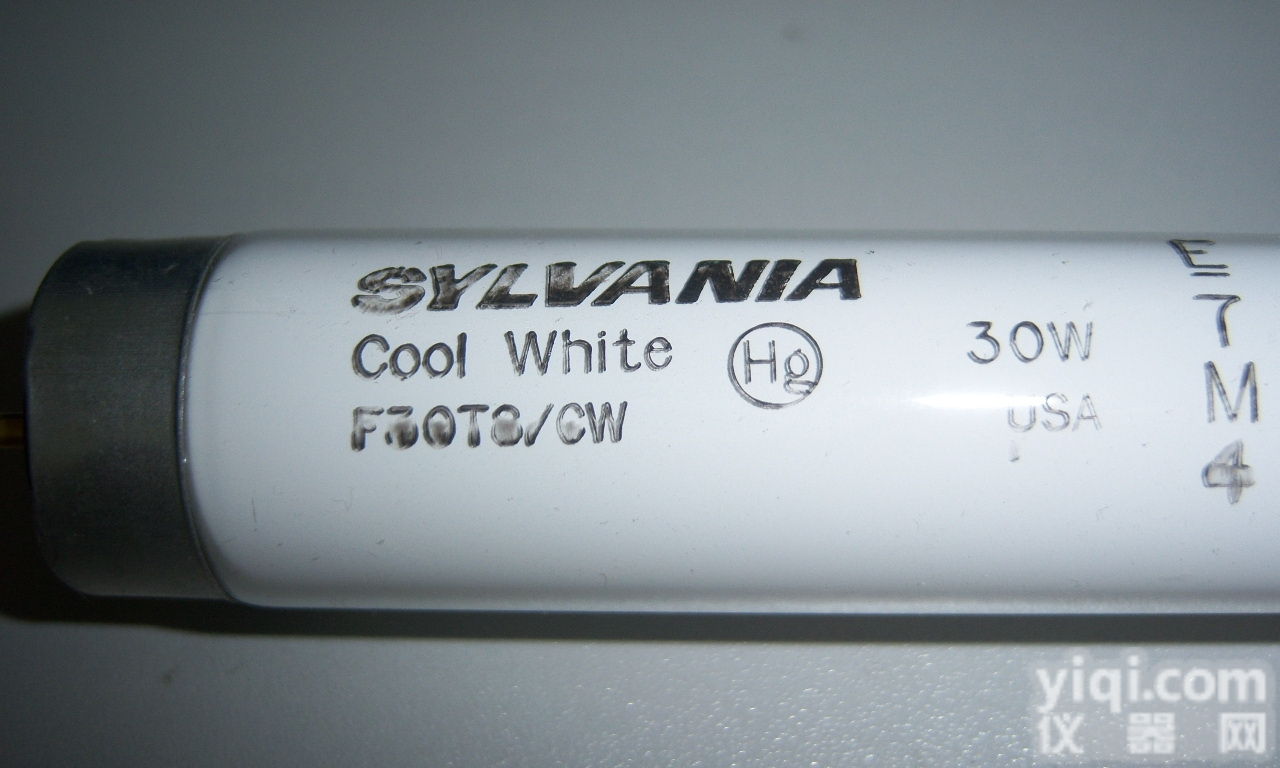 SYLVANIA
Cool White Hg 30W
F30T8/CW USA
E
7
M
4
yiqi.com
仪器网